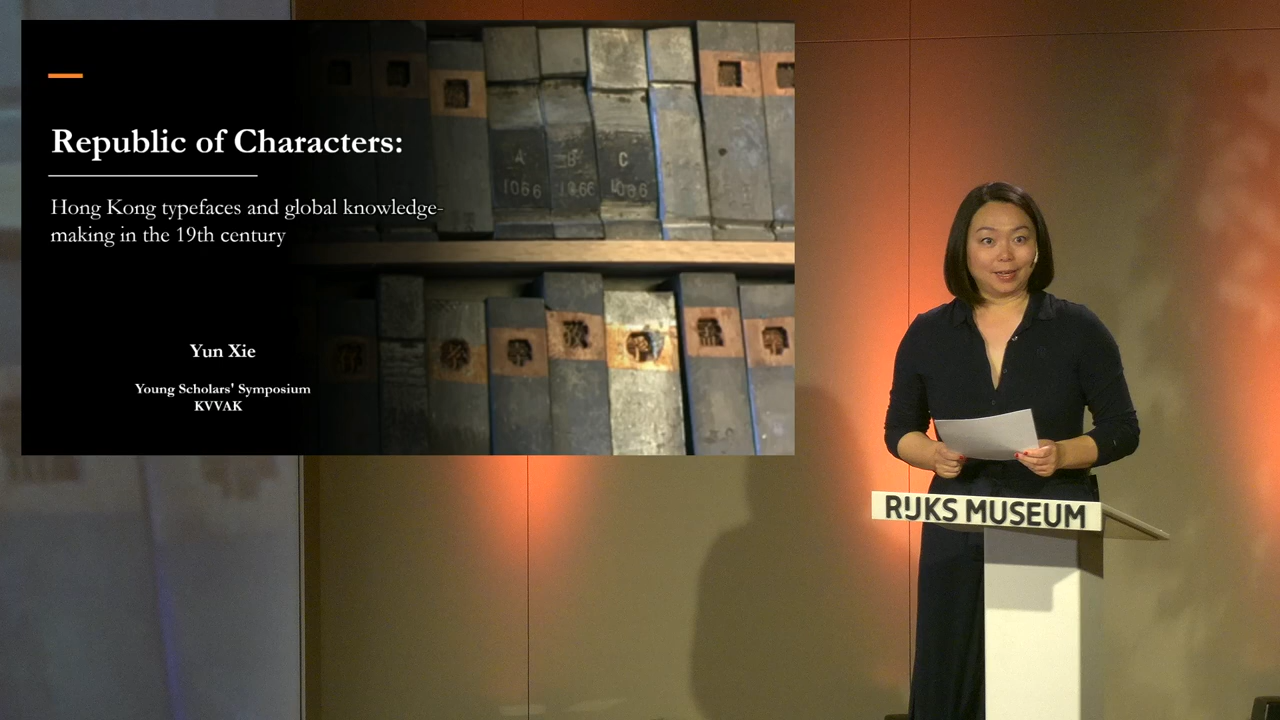 Republic of Characters:
Hong Kong typefaces and global knowledge-
making in the 19th century
Yun Xie
Young Scholars' Symposium
KVVAK
A B C
1066 1066 1066
RIJKS MUSEUM